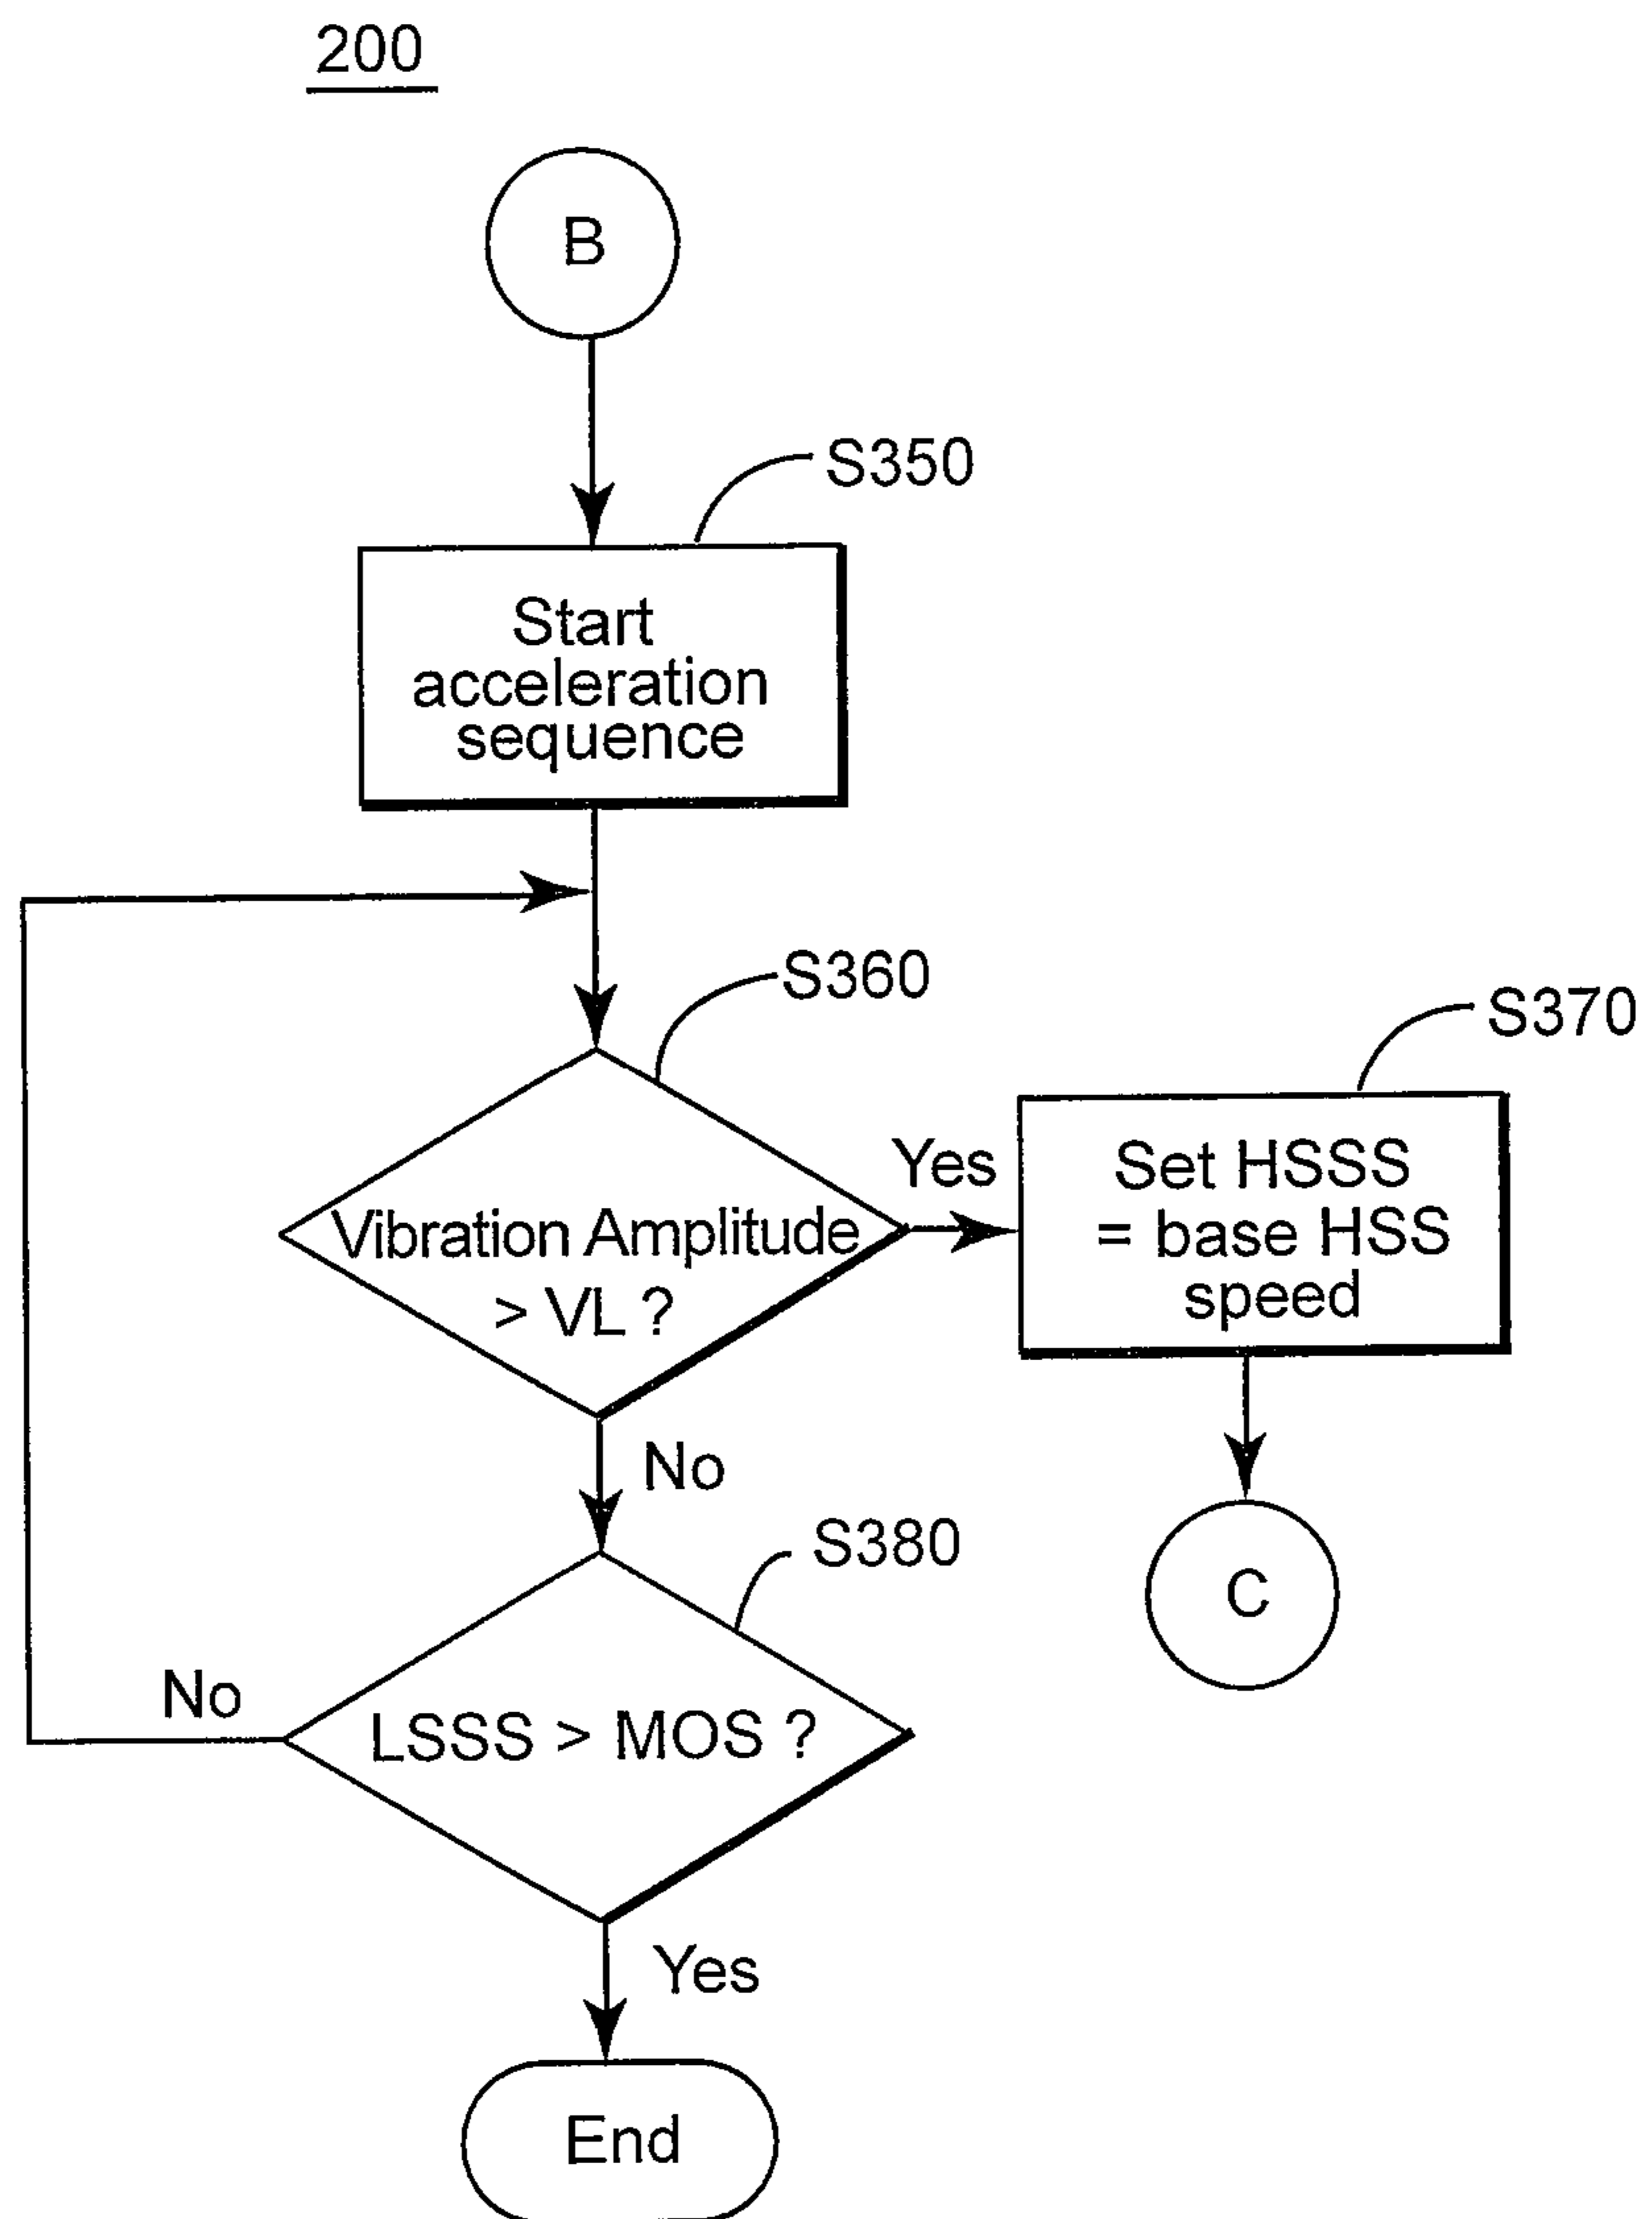 200
B
S350
Start
acceleration
sequence
S360
S370
Vibration Amplitude
> VL ?
Yes
Set HSSS
= base HSS
speed
No
C
S380
LSSS > MOS ?
No
Yes
End